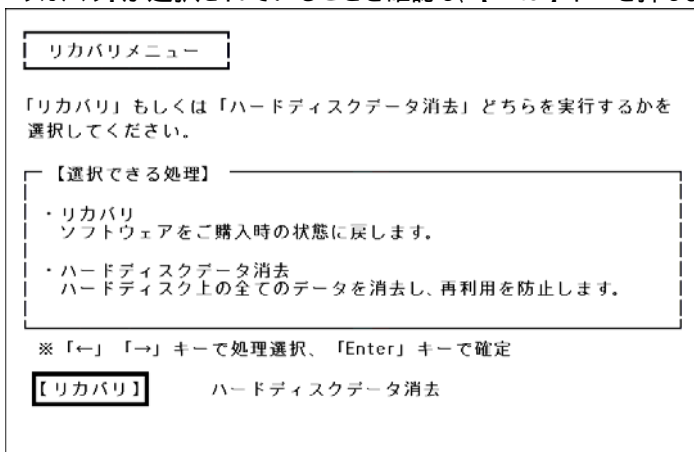 リカバリメニュー
「リカバリ」もしくは「ハードディスクデータ消去」どちらを実行するかを
選択してください。
【選択できる処理】
・リカバリ
ソフトウェアをご購入時の状態に戻します。
・ハードディスクデータ消去
ハードディスク上の全てのデータを消去し、再利用を防止します。
※「←」「→」キーで処理選択、「Enter」キーで確定
【リカバリ】 ハードディスクデータ消去